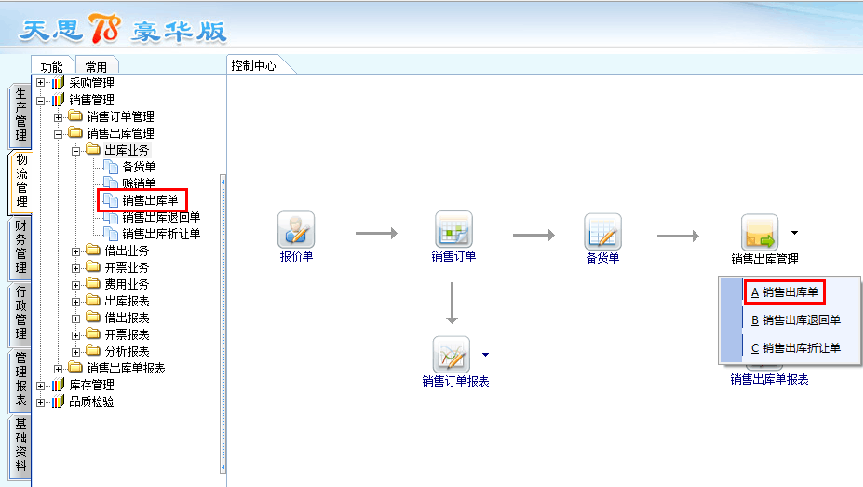 天思T8豪华版
功能 常用
控制中心
生产管理
物流管理
财务管理
行政管理
管理报表
基础资料
采购管理
销售管理
销售订单管理
销售出库管理
出库业务
备货单
赊销单
销售出库单
销售出库退回单
销售出库折让单
借出业务
开票业务
费用业务
出库报表
借出报表
开票报表
分析报表
销售出库单报表
库存管理
品质检验
报价单
销售订单
备货单
销售出库管理
A 销售出库单
B 销售出库退回单
C 销售出库折让单
销售订单报表
销售出库单报表